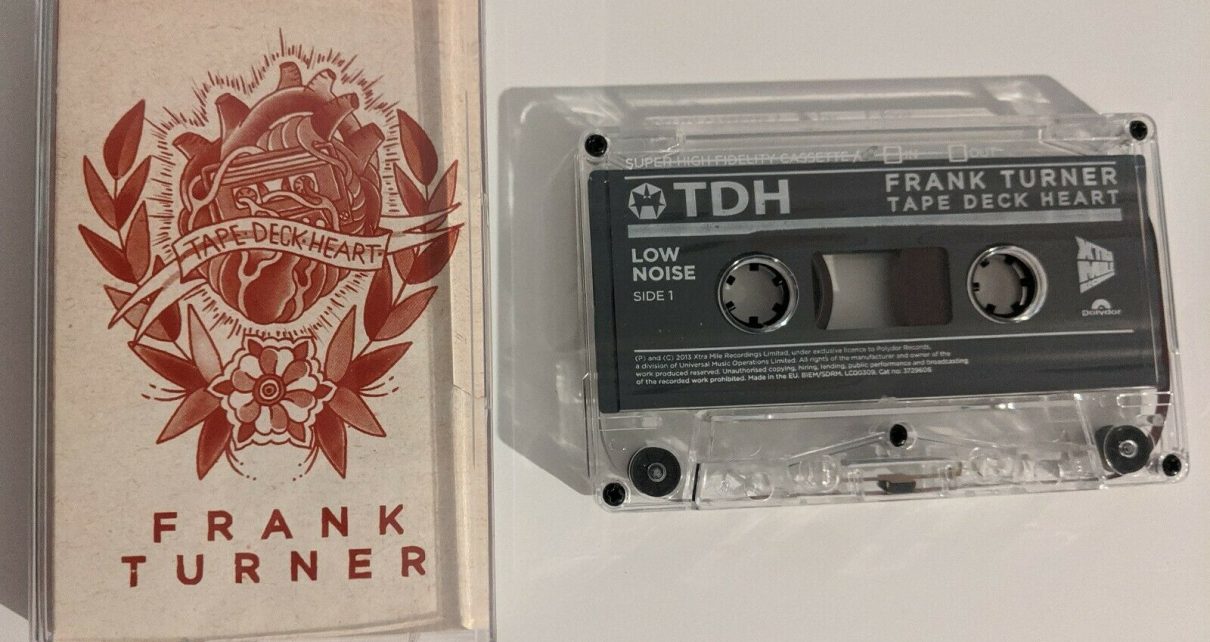 TAPE·DECK·HEART
FRANK
TURNER
SUPER HIGH FIDELITY CASSETTE
IN
OUT
TDH
FRANK TURNER
TAPE DECK HEART
LOW
NOISE
SIDE 1
XTRA
MILE
polydor
(P) and (C) 2013 Xtra Mile Recordings Limited, under exclusive licence to Polydor Records,
a division of Universal Music Operations Limited. All rights of the manufacturer and owner of the
work produced reserved. Unauthorised copying, hiring, lending, public performance and broadcasting
of the recorded work prohibited. Made in the EU. BIEM/SDRM. LC00309. Cat no: 3729606